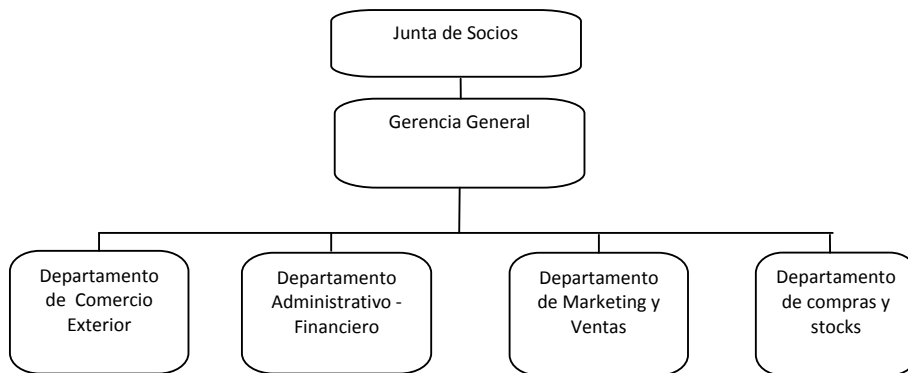 Junta de Socios
Gerencia General
Departamento
de Comercio
Exterior
Departamento
Administrativo -
Financiero
Departamento
de Marketing y
Ventas
Departamento
de compras y
stocks